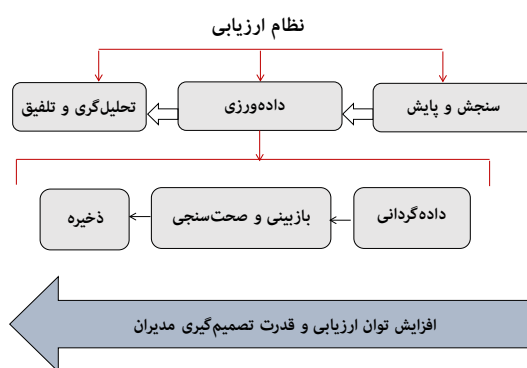 نظام ارزیابی
سنجش و پایش
داده‌ورزی
تحلیل‌گری و تلفیق
داده‌گردانی
بازبینی و صحت‌سنجی
ذخیره
افزایش توان ارزیابی و قدرت تصمیم‌گیری مدیران